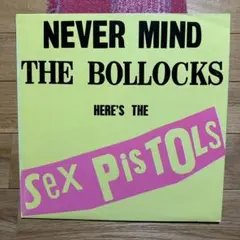 NEVER MIND
THE BOLLOCKS
HERE'S THE
Sex PiSTOLs